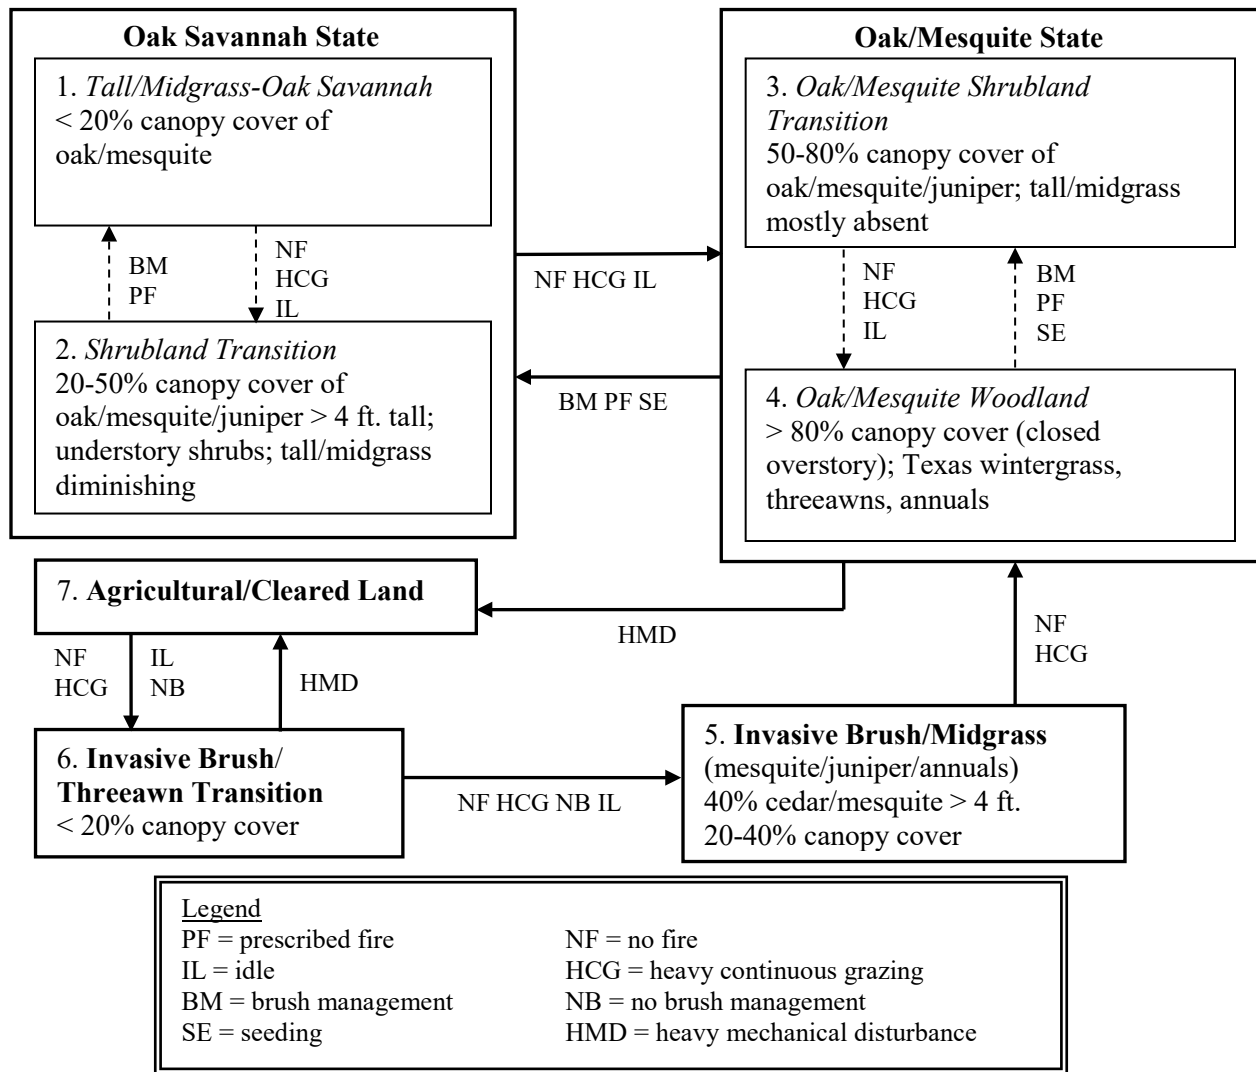 Oak Savannah State
1. Tall/Midgrass-Oak Savannah
< 20% canopy cover of
oak/mesquite
BM
PF
NF
HCG
IL
2. Shrubland Transition
20-50% canopy cover of
oak/mesquite/juniper > 4 ft. tall;
understory shrubs; tall/midgrass
diminishing
NF HCG IL
BM PF SE
Oak/Mesquite State
3. Oak/Mesquite Shrubland
Transition
50-80% canopy cover of
oak/mesquite/juniper; tall/midgrass
mostly absent
NF
HCG
IL
BM
PF
SE
4. Oak/Mesquite Woodland
> 80% canopy cover (closed
overstory); Texas wintergrass,
threeawns, annuals
7. Agricultural/Cleared Land
HMD
NF
HCG
IL
NB
HMD
NF
HCG
6. Invasive Brush/
Threeawn Transition
< 20% canopy cover
NF HCG NB IL
5. Invasive Brush/Midgrass
(mesquite/juniper/annuals)
40% cedar/mesquite > 4 ft.
20-40% canopy cover
Legend
PF = prescribed fire
NF = no fire
IL = idle
HCG = heavy continuous grazing
BM = brush management
NB = no brush management
SE = seeding
HMD = heavy mechanical disturbance